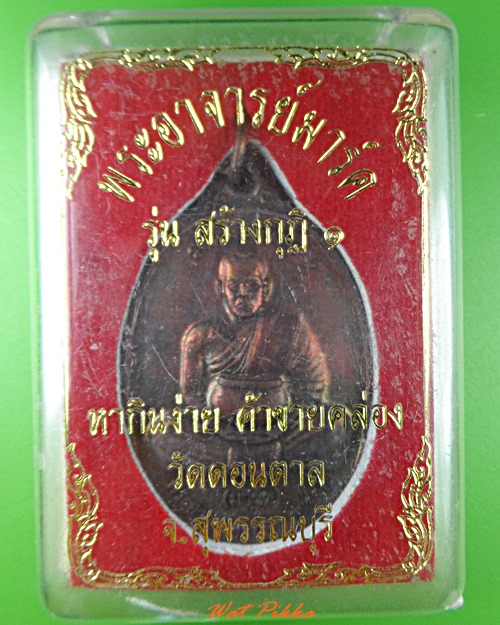 พระอาจารย์มาร์ค
รุ่น สร้างกุฏิ ๑
หากินง่าย ค้าขายคล่อง
วัดดอนตาล
จ.สุพรรณบุรี
Wat Pikka